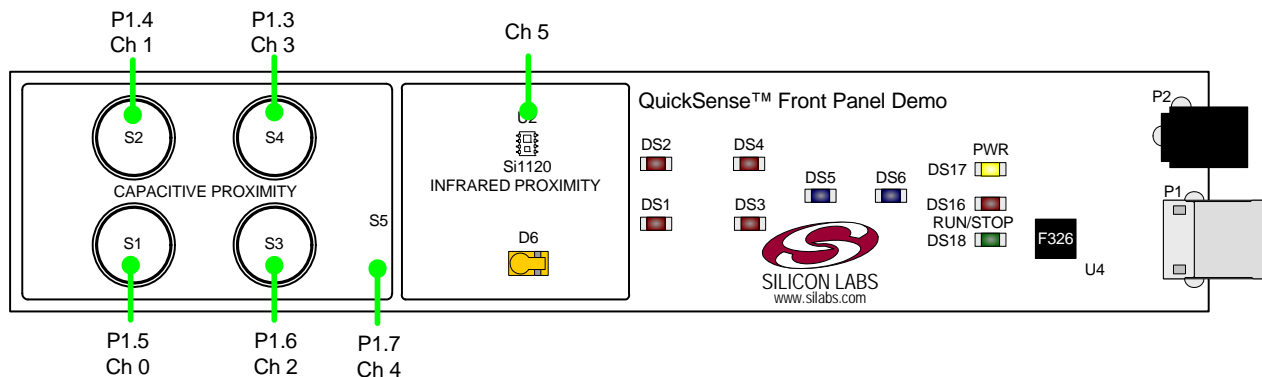 P1.4
Ch 1
P1.3
Ch 3
Ch 5
QuickSense™ Front Panel Demo
P2
S2
S4
U2
Si1120
INFRARED PROXIMITY
CAPACITIVE PROXIMITY
DS2
DS4
DS5
DS6
PWR
DS17
DS1
DS3
DS16
RUN/STOP
DS18
P1
S1
S3
S5
D6
F326
U4
SILICON LABS
www.silabs.com
P1.5
Ch 0
P1.6
Ch 2
P1.7
Ch 4